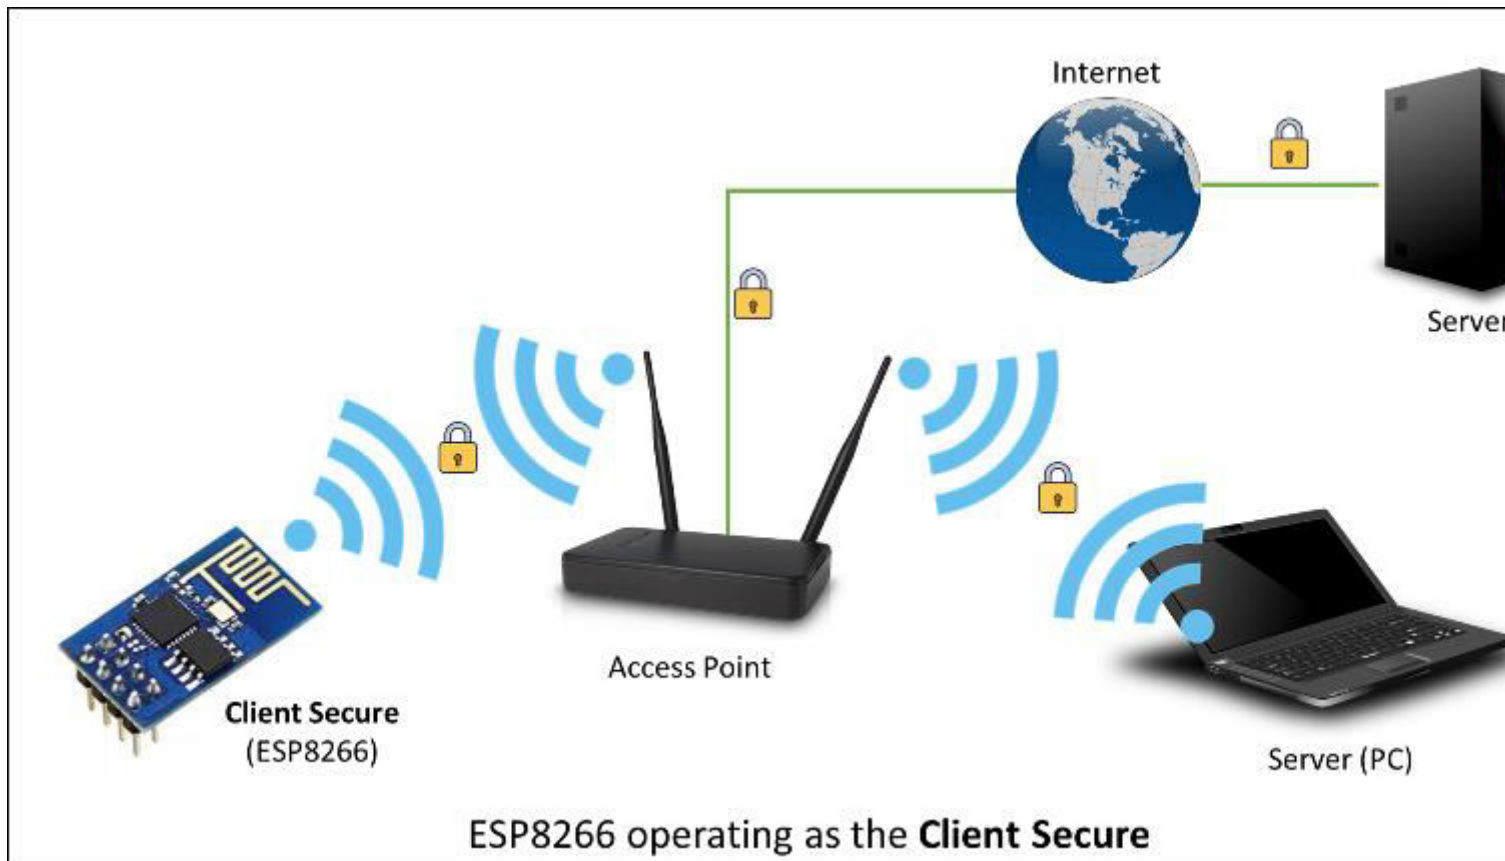 Internet
Server
Access Point
Client Secure
(ESP8266)
Server (PC)
ESP8266 operating as the Client Secure